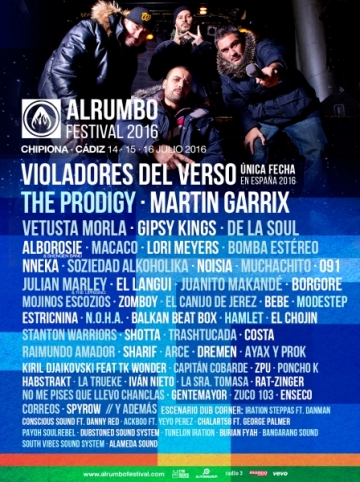 ALRUMBO
FESTIVAL 2016
CHIPIONA · CÁDIZ 14 · 15 · 16 JULIO 2016
VIOLADORES DEL VERSO ÚNICA FECHA
EN ESPAÑA 2016
THE PRODIGY · MARTIN GARRIX
VETUSTA MORLA · GIPSY KINGS · DE LA SOUL
ALBOROSIE · MACACO · LORI MEYERS · BOMBA ESTÉREO
& SHENGEN BAND
NNEKA · SOZIEDAD ALKOHOLIKA · NOISIA · MUCHACHITO · 091
JULIAN MARLEY · EL LANGUI · JUANITO MAKANDÉ · BORGORE
& THE UPRISING
MOJINOS ESCOZIOS · ZOMBOY · EL CANIJO DE JEREZ · BEBE · MODESTEP
ESTRICNINA · N.O.H.A. · BALKAN BEAT BOX · HAMLET · EL CHOJIN
STANTON WARRIORS · SHOTTA · TRASHTUCADA · COSTA
RAIMUNDO AMADOR · SHARIF · ARCE · DREMEN · AYAX Y PROK
KIRIL DJAIKOVSKI FEAT TK WONDER · CAPITÁN COBARDE · ZPU · PONCHO K
HABSTRAKT · LA TRUEKE · IVÁN NIETO · LA SRA. TOMASA · RAT-ZINGER
NO ME PISES QUE LLEVO CHANCLAS · GENTEMAYOR · ZUCO 103 · ENSECO
CORREOS · SPYROW // Y ADEMÁS ESCENARIO DUB CORNER: IRATION STEPPAS FT. DANMAN
CONSCIOUS SOUND FT. DANNY RED · ACKBOO FT. YEYO PEREZ · CHALART58 FT. GEORGE PALMER
PAYOH SOULREBEL · DUBSTONED SOUND SYSTEM · TUNELON IRATION · BURIAN FYAH · BANGARANG SOUND
SOUTH VIBES SOUND SYSTEM · ALAMEDA SOUND
www.alrumbofestival.com
radio 3
vevo